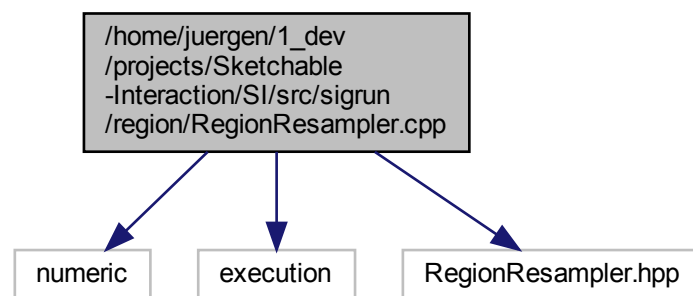 /home/juergen/1_dev
/projects/Sketchable
-Interaction/SI/src/sigrun
/region/RegionResampler.cpp
numeric
execution
RegionResampler.hpp